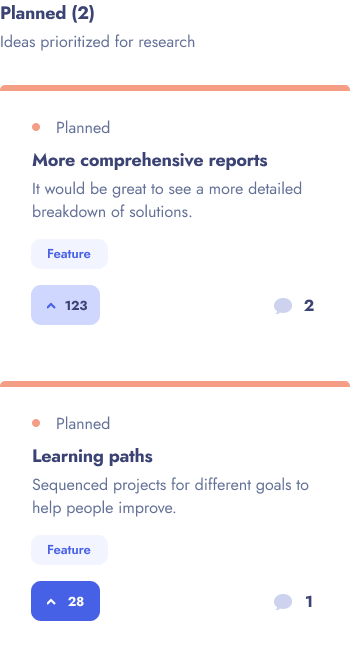 Planned (2)
Ideas prioritized for research
Planned
More comprehensive reports
It would be great to see a more detailed
breakdown of solutions.
Feature
123
2
Planned
Learning paths
Sequenced projects for different goals to
help people improve.
Feature
28
1